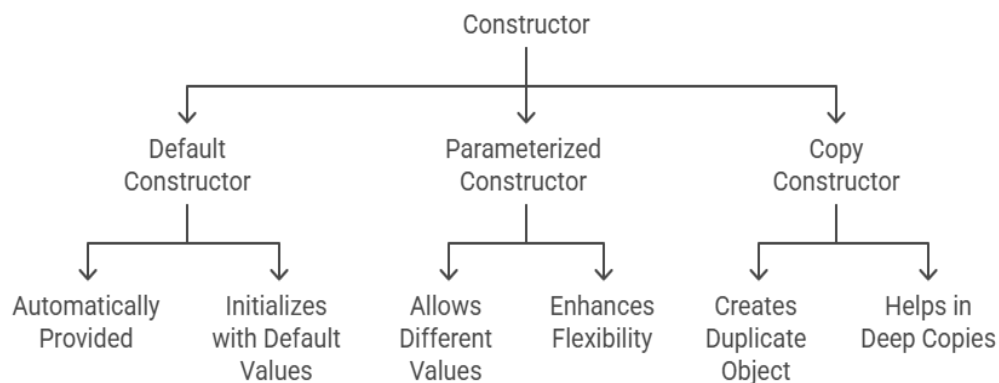 Constructor
Default
Constructor
Parameterized
Constructor
Copy
Constructor
Automatically
Provided
Initializes
with Default
Values
Allows
Different
Values
Enhances
Flexibility
Creates
Duplicate
Object
Helps in
Deep Copies